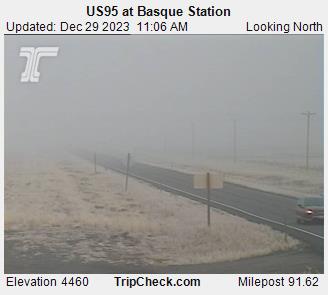 US95 at Basque Station
Updated: Dec 29 2023 11:06 AM Looking North
Elevation 4460 TripCheck.com Milepost 91.62